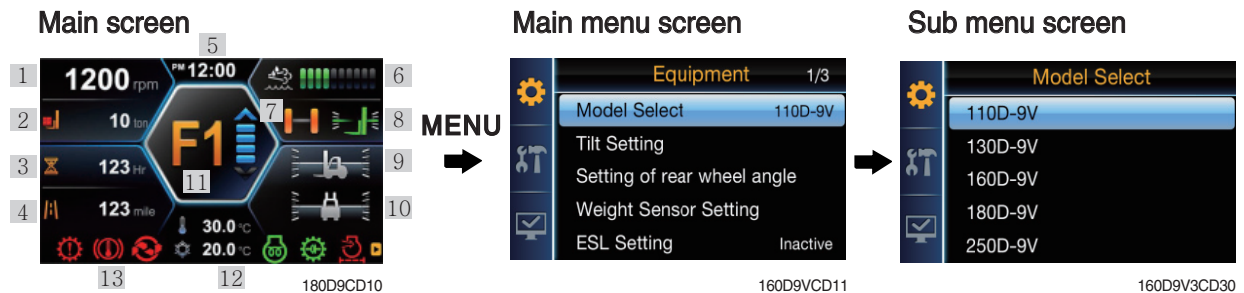 Main screen
Main menu screen
Sub menu screen
5
1
1200 rpm
PM 12:00
6
2
10 ton
7
8
3
123 Hr
F1
9
11
4
123 mile
10
30.0 °C
20.0 °C
13
12
180D9CD10
MENU
Equipment 1/3
Model Select 110D-9V
Tilt Setting
Setting of rear wheel angle
Weight Sensor Setting
ESL Setting Inactive
160D9VCD11
Model Select
110D-9V
130D-9V
160D-9V
180D-9V
250D-9V
160D9V3CD30